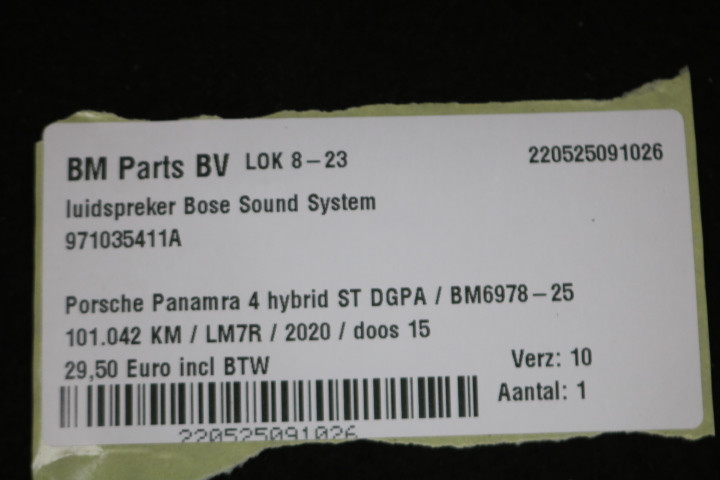 BM Parts BV LOK 8-23 220525091026
luidspreker Bose Sound System
971035411A
Porsche Panamra 4 hybrid ST DGPA / BM6978-25
101.042 KM / LM7R / 2020 / doos 15
29,50 Euro incl BTW Verz: 10
Aantal: 1
220525091026